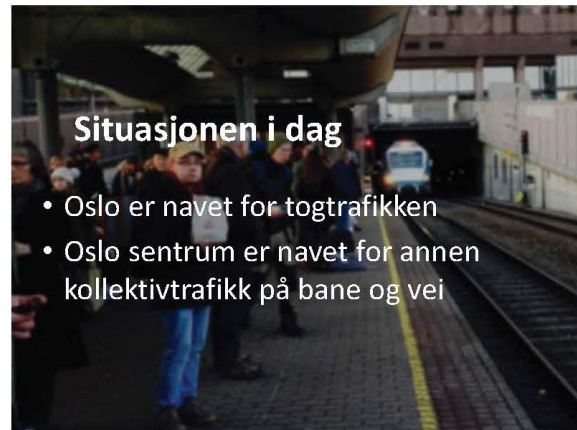 Situasjonen i dag
• Oslo er navet for togtrafikken
• Oslo sentrum er navet for annen
kollektivtrafikk på bane og vei